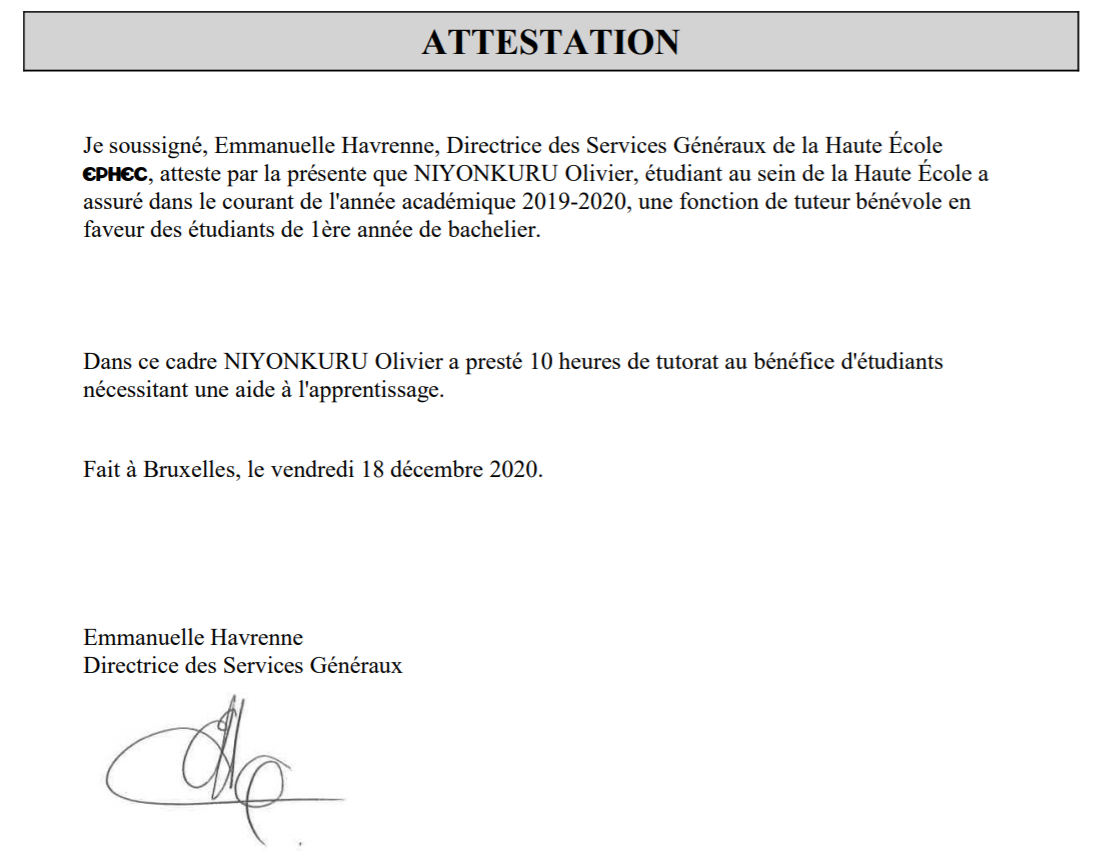 ATTESTATION
Je soussigné, Emmanuelle Havrenne, Directrice des Services Généraux de la Haute École
EPHEC, atteste par la présente que NIYONKURU Olivier, étudiant au sein de la Haute École a
assuré dans le courant de l'année académique 2019-2020, une fonction de tuteur bénévole en
faveur des étudiants de 1ère année de bachelier.
Dans ce cadre NIYONKURU Olivier a presté 10 heures de tutorat au bénéfice d'étudiants
nécessitant une aide à l'apprentissage.
Fait à Bruxelles, le vendredi 18 décembre 2020.
Emmanuelle Havrenne
Directrice des Services Généraux